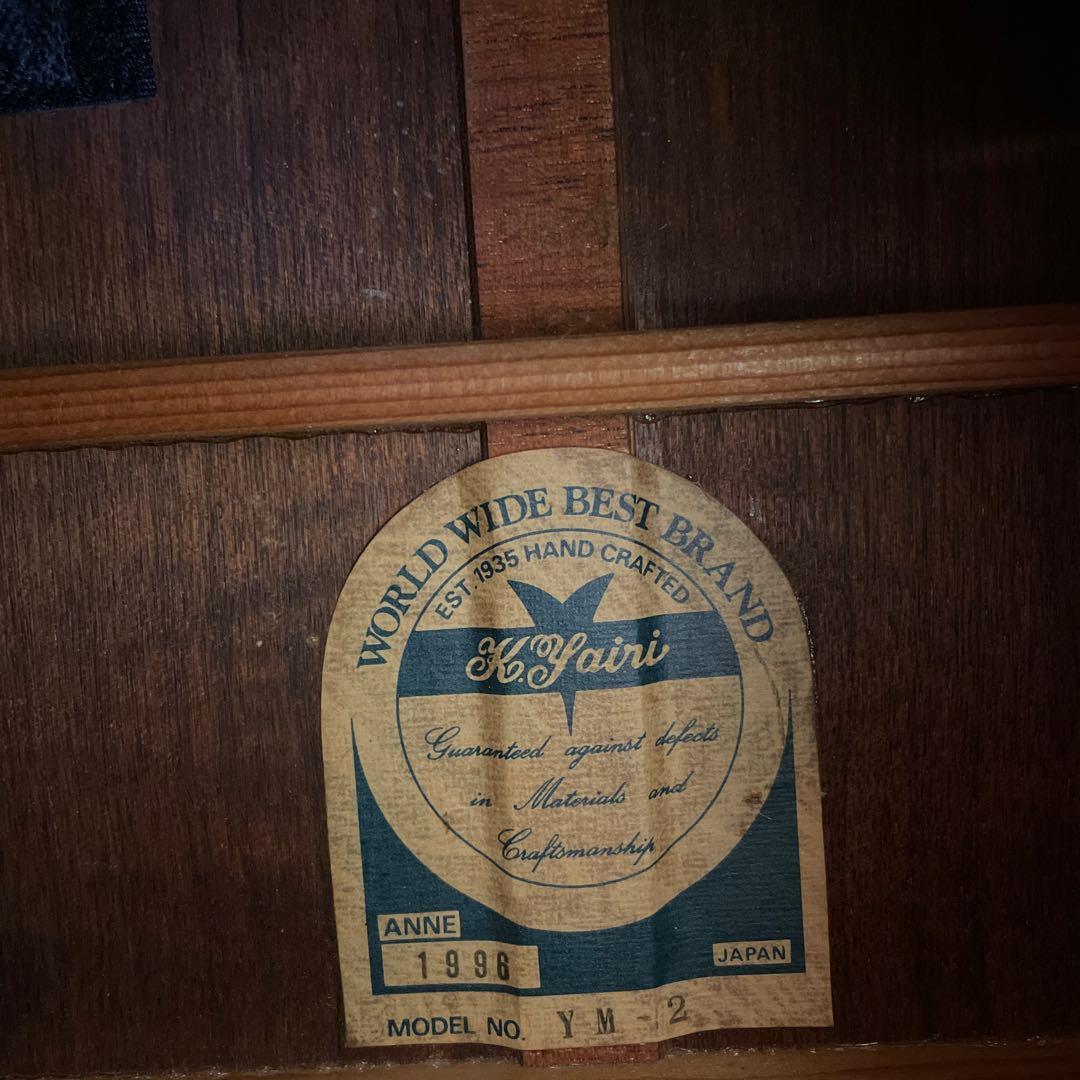 WORLD WIDE BEST BRAND
EST. 1935 HAND CRAFTED
K.Yairi
Guaranteed against defects
in Materials and
Craftsmanship
ANNE
1996
JAPAN
MODEL NO. YM-2